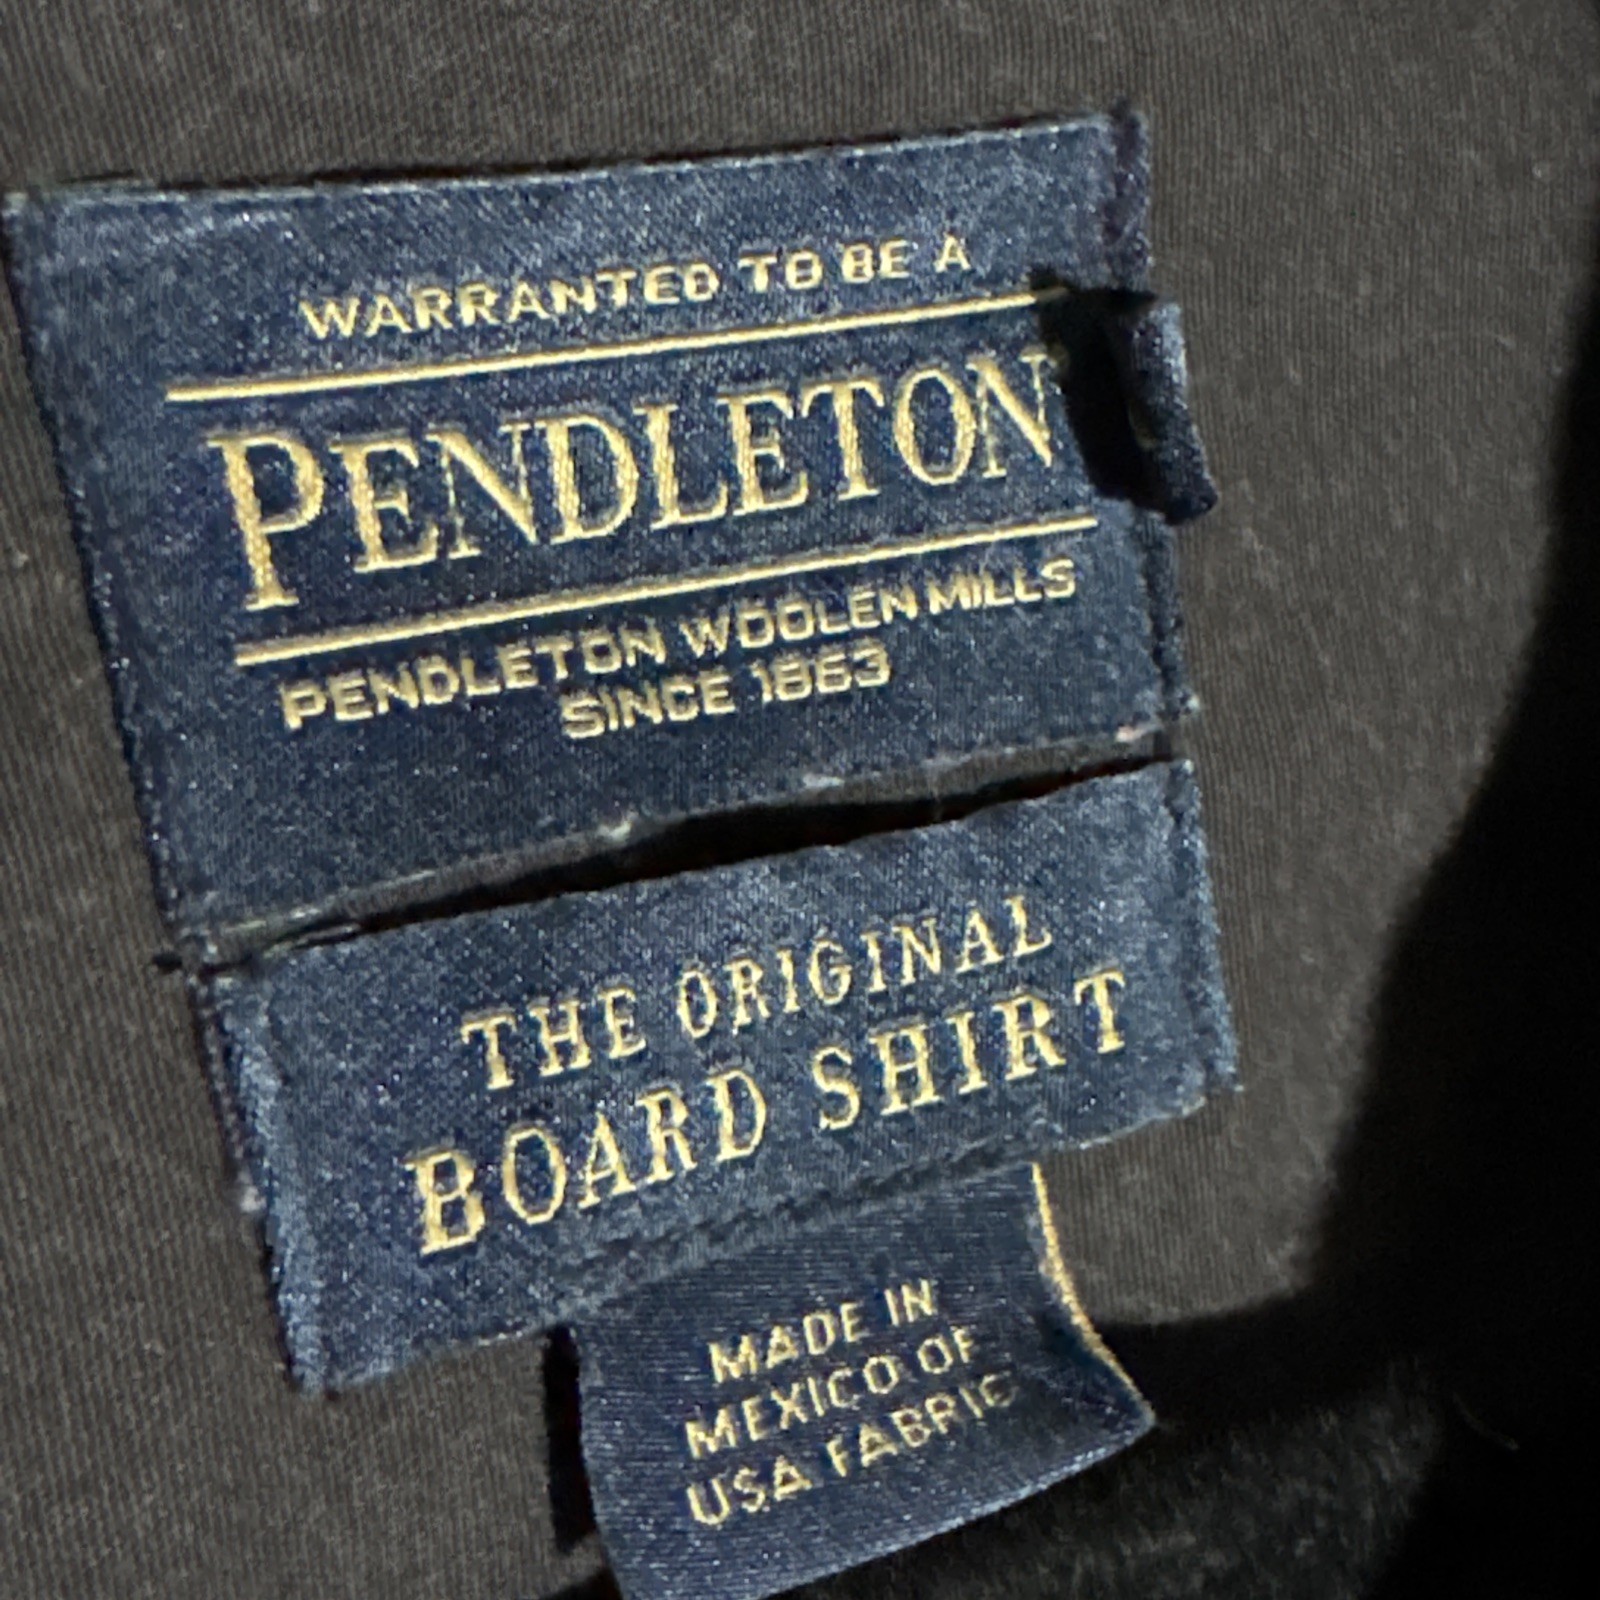 WARRANTED TO BE A
PENDLETON
PENDLETON WOOLEN MILLS
SINCE 1863
THE ORIGINAL
BOARD SHIRT
MADE IN
MEXICO OF
USA FABRIC